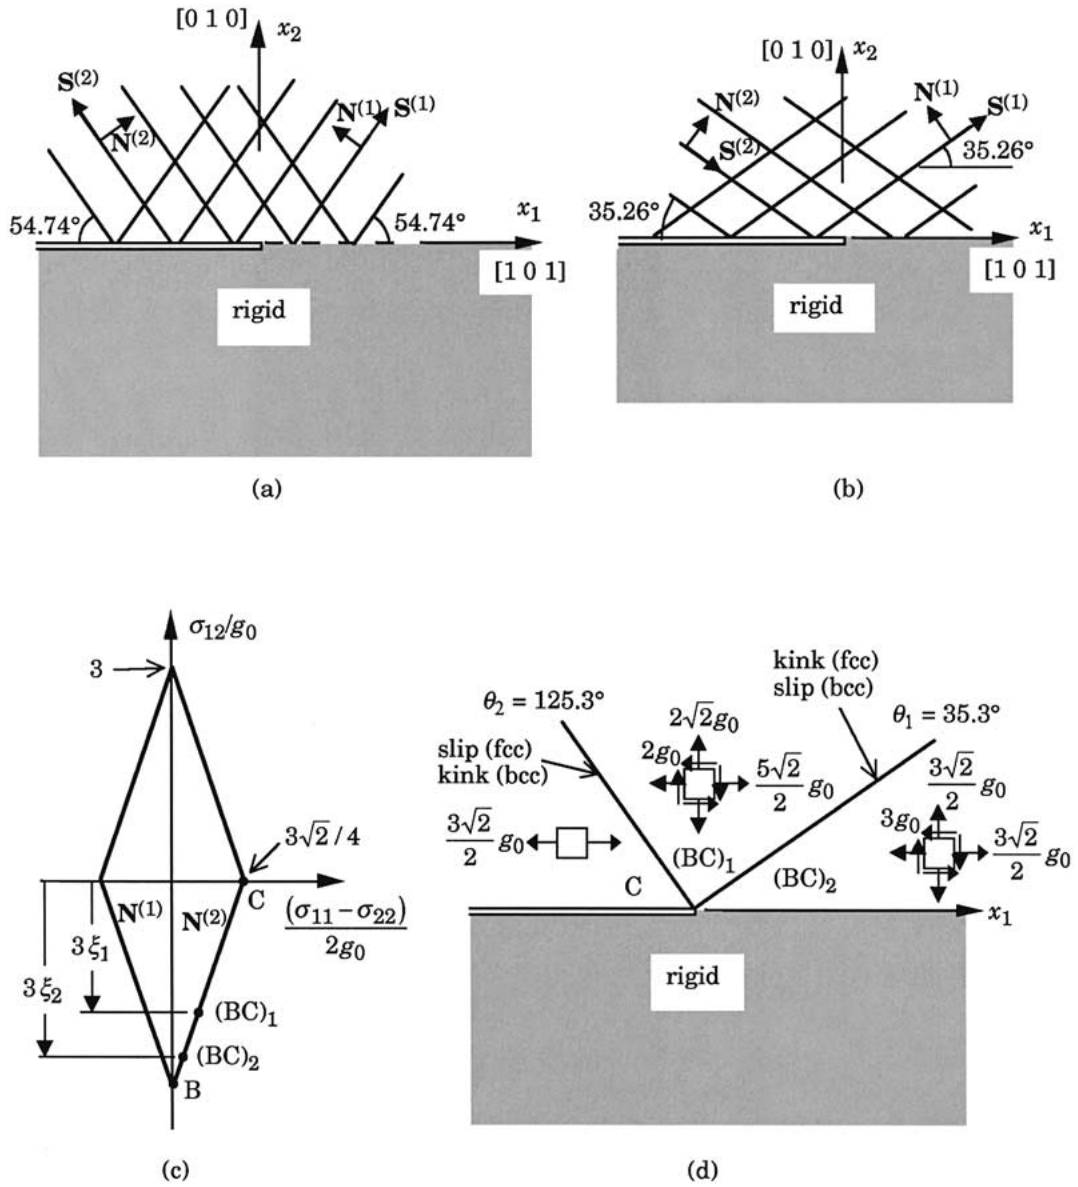 [0 1 0]
x₂
S⁽²⁾
N⁽²⁾
N⁽¹⁾
S⁽¹⁾
54.74°
54.74°
x₁
[1 0 1]
rigid
(a)
[0 1 0]
x₂
N⁽²⁾
S⁽²⁾
N⁽¹⁾
S⁽¹⁾
35.26°
35.26°
x₁
[1 0 1]
rigid
(b)
σ₁₂/g₀
3
3√2 / 4
C
N⁽¹⁾
N⁽²⁾
(σ₁₁ − σ₂₂)
2g₀
3 ξ₁
3 ξ₂
(BC)₁
(BC)₂
B
(c)
kink (fcc)
slip (bcc)
θ₂ = 125.3°
θ₁ = 35.3°
slip (fcc)
kink (bcc)
2√2g₀
2g₀
5√2/2 g₀
3√2/2 g₀
3g₀
3√2/2 g₀
3√2/2 g₀
C
(BC)₁
(BC)₂
x₁
rigid
(d)